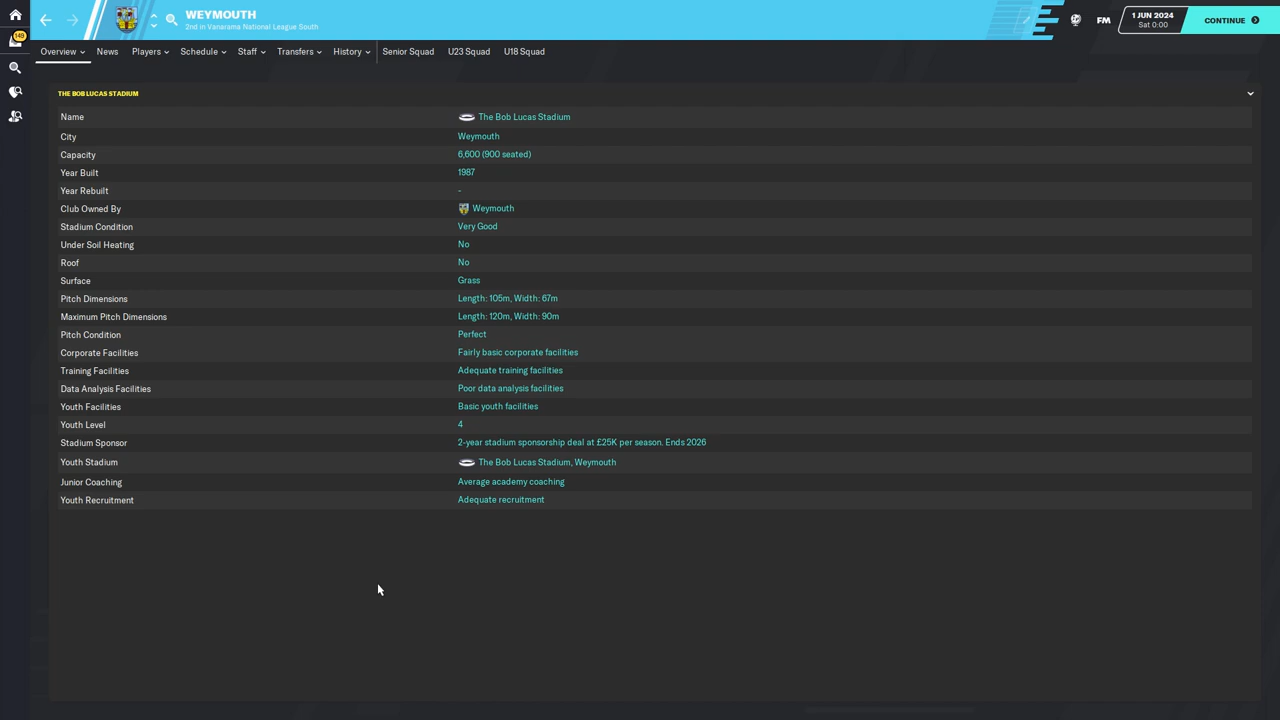 WEYMOUTH
2nd in Vanarama National League South
FM
1 JUN 2024
Sat 0:00
CONTINUE
149
Overview News Players Schedule Staff Transfers History Senior Squad U23 Squad U18 Squad
THE BOB LUCAS STADIUM
Name The Bob Lucas Stadium
City Weymouth
Capacity 6,600 (900 seated)
Year Built 1987
Year Rebuilt -
Club Owned By Weymouth
Stadium Condition Very Good
Under Soil Heating No
Roof No
Surface Grass
Pitch Dimensions Length: 105m, Width: 67m
Maximum Pitch Dimensions Length: 120m, Width: 90m
Pitch Condition Perfect
Corporate Facilities Fairly basic corporate facilities
Training Facilities Adequate training facilities
Data Analysis Facilities Poor data analysis facilities
Youth Facilities Basic youth facilities
Youth Level 4
Stadium Sponsor 2-year stadium sponsorship deal at £25K per season. Ends 2026
Youth Stadium The Bob Lucas Stadium, Weymouth
Junior Coaching Average academy coaching
Youth Recruitment Adequate recruitment